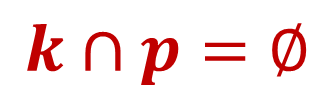 k ∩ p = ∅